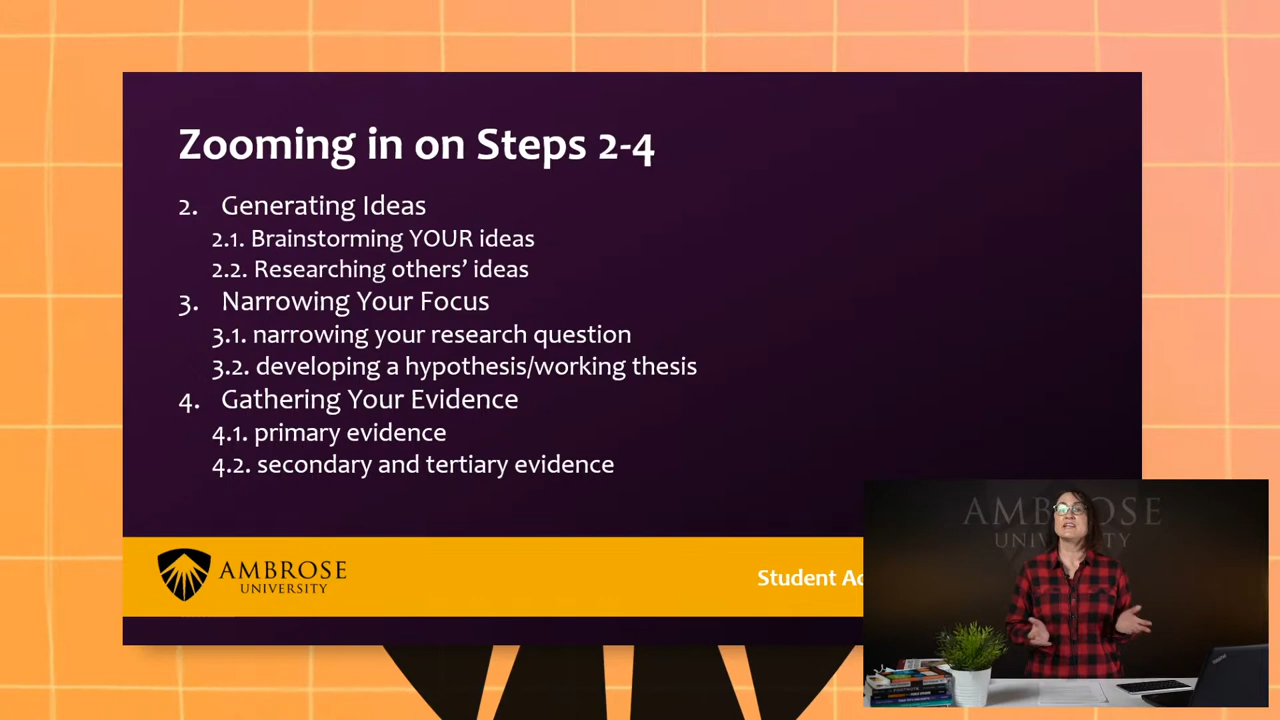 Zooming in on Steps 2-4
2. Generating Ideas
2.1. Brainstorming YOUR ideas
2.2. Researching others’ ideas
3. Narrowing Your Focus
3.1. narrowing your research question
3.2. developing a hypothesis/working thesis
4. Gathering Your Evidence
4.1. primary evidence
4.2. secondary and tertiary evidence
AMBROSE
UNIVERSITY
Student
AMBROSE
UNIVERSITY